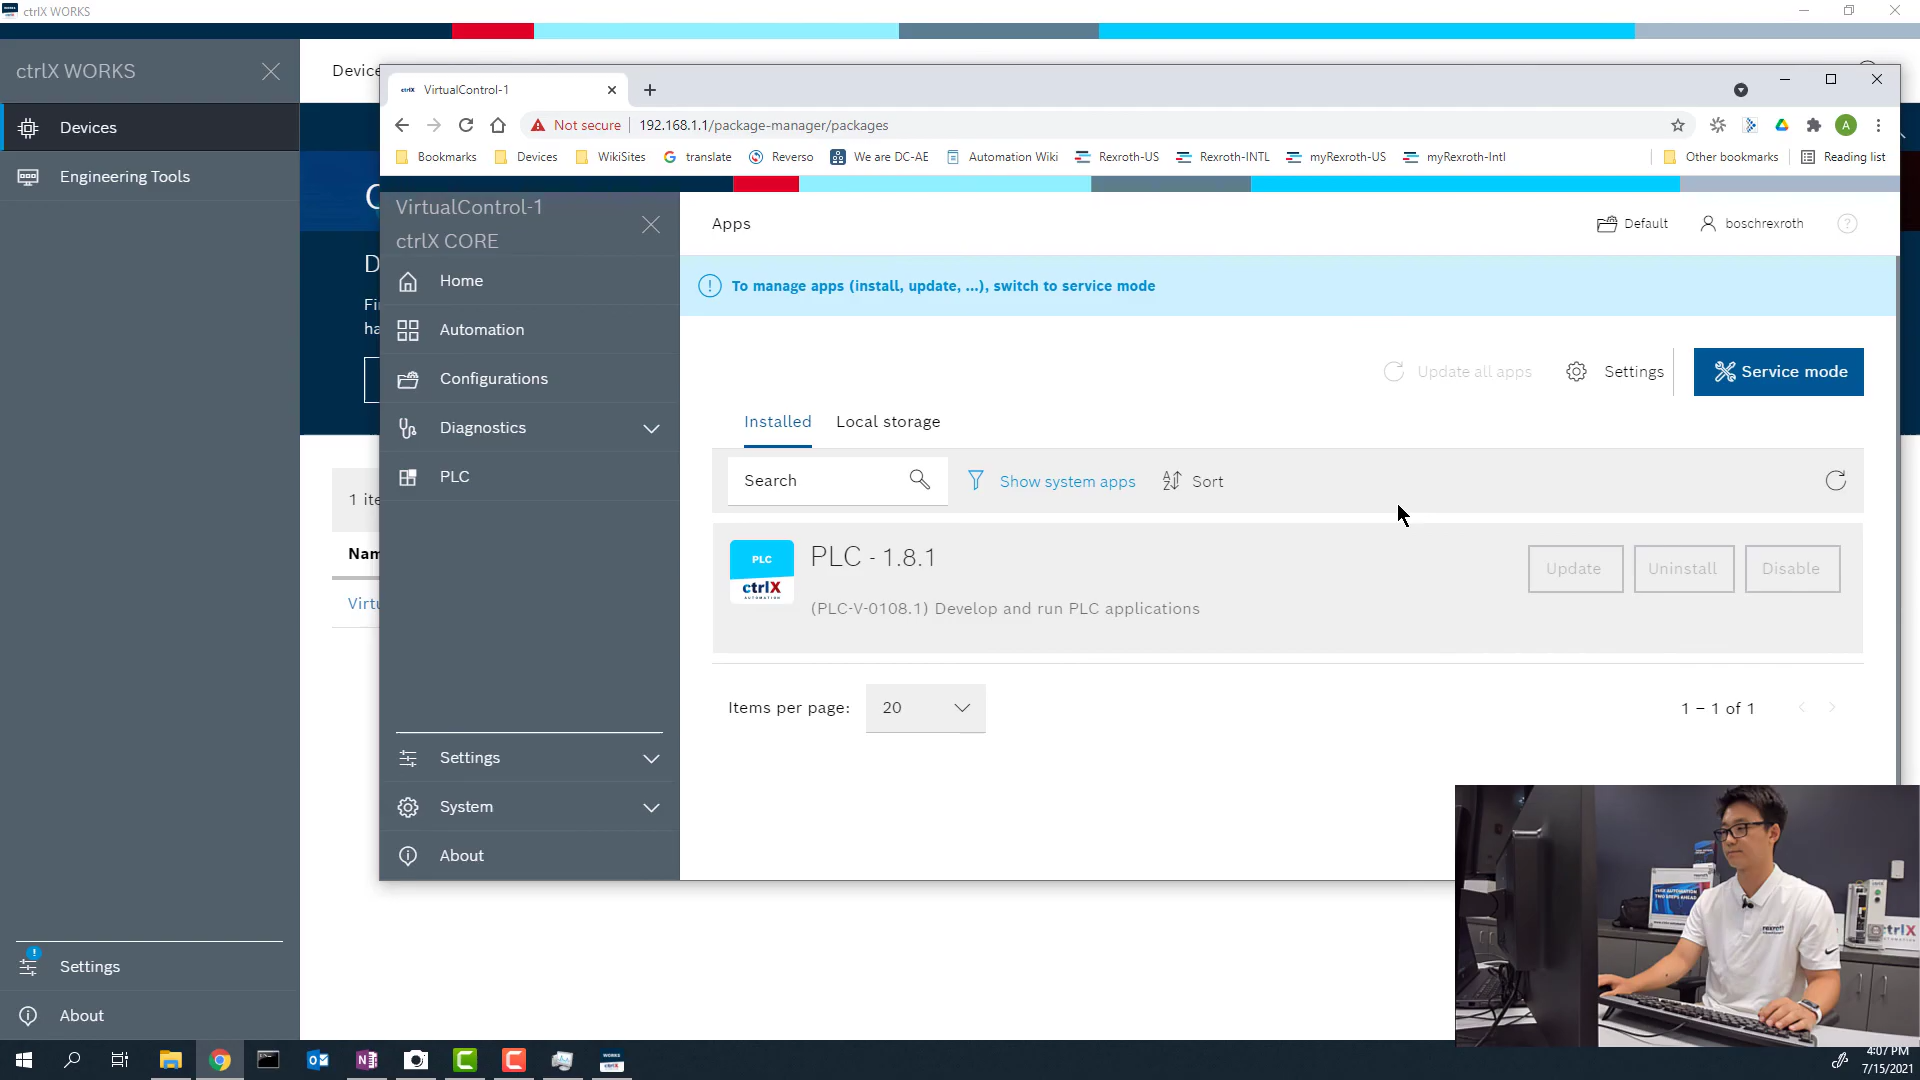 ctrlX WORKS
ctrlX WORKS
Devices
Engineering Tools
Settings
About
Device
D
Fi
ha
1 ite
Nam
Virtu
VirtualControl-1
Not secure
192.168.1.1/package-manager/packages
A
Bookmarks
Devices
WikiSites
translate
Reverso
We are DC-AE
Automation Wiki
Rexroth-US
Rexroth-INTL
myRexroth-US
myRexroth-Intl
Other bookmarks
Reading list
VirtualControl-1
ctrlX CORE
Home
Automation
Configurations
Diagnostics
PLC
Settings
System
About
Apps
Default
boschrexroth
To manage apps (install, update, ...), switch to service mode
Update all apps
Settings
Service mode
Installed
Local storage
Search
Show system apps
Sort
PLC
ctrlX
AUTOMATION
PLC - 1.8.1
(PLC-V-0108.1) Develop and run PLC applications
Update
Uninstall
Disable
Items per page:
20
1 – 1 of 1
rexroth
ctrlX
4:07 PM
7/15/2021